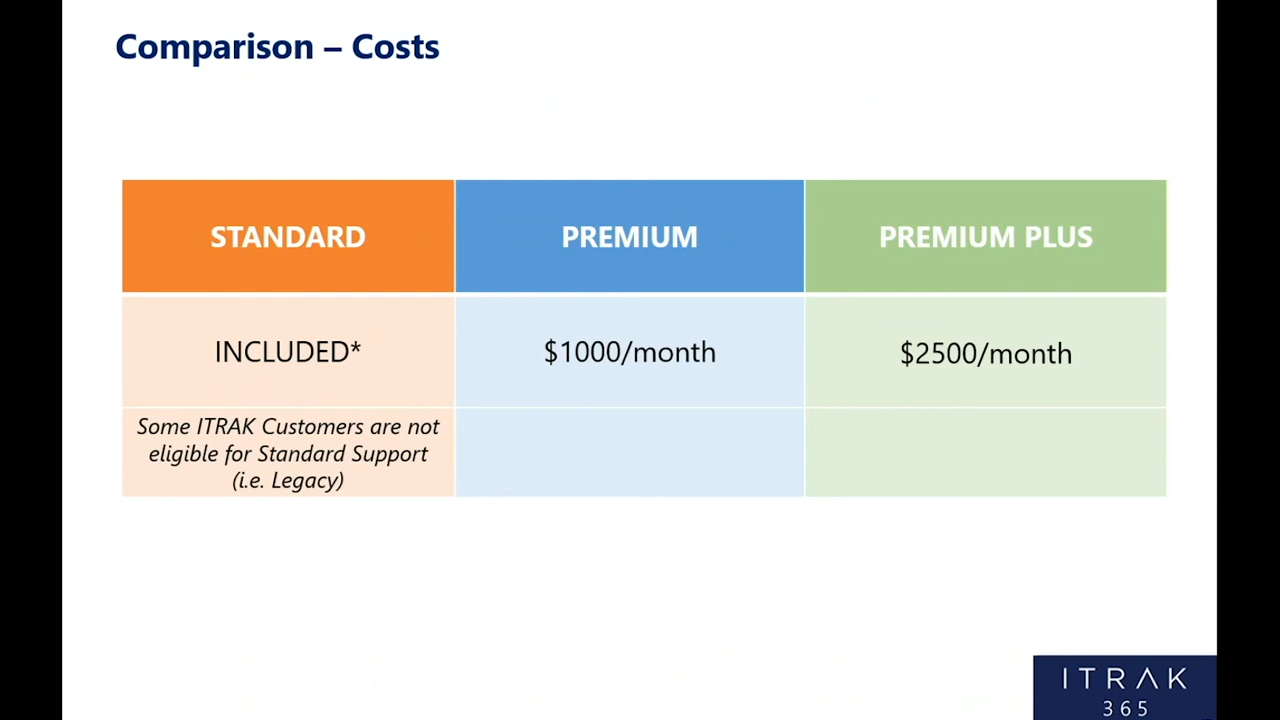 Comparison – Costs
STANDARD
PREMIUM
PREMIUM PLUS
INCLUDED*
$1000/month
$2500/month
Some ITRAK Customers are not
eligible for Standard Support
(i.e. Legacy)
ITRAK
365